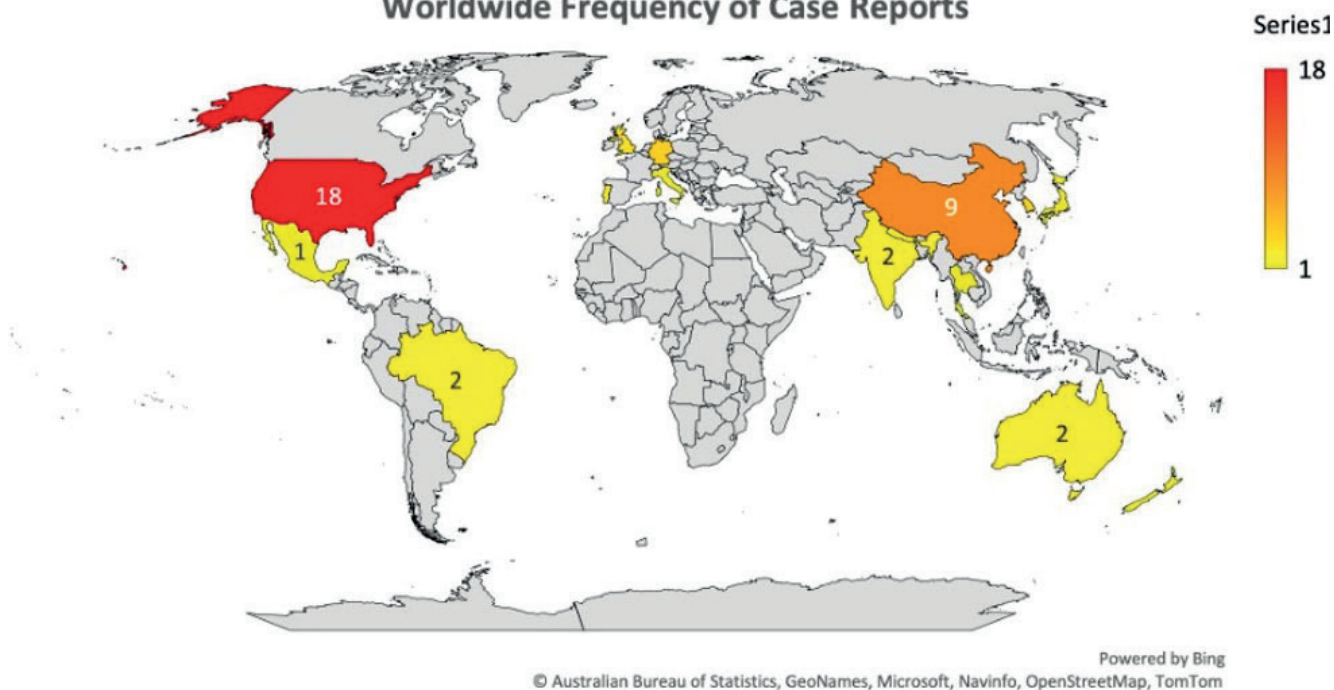 Worldwide Frequency of Case Reports
Series1
18
1
18
1
2
9
2
2
Powered by Bing
© Australian Bureau of Statistics, GeoNames, Microsoft, Navinfo, OpenStreetMap, TomTom